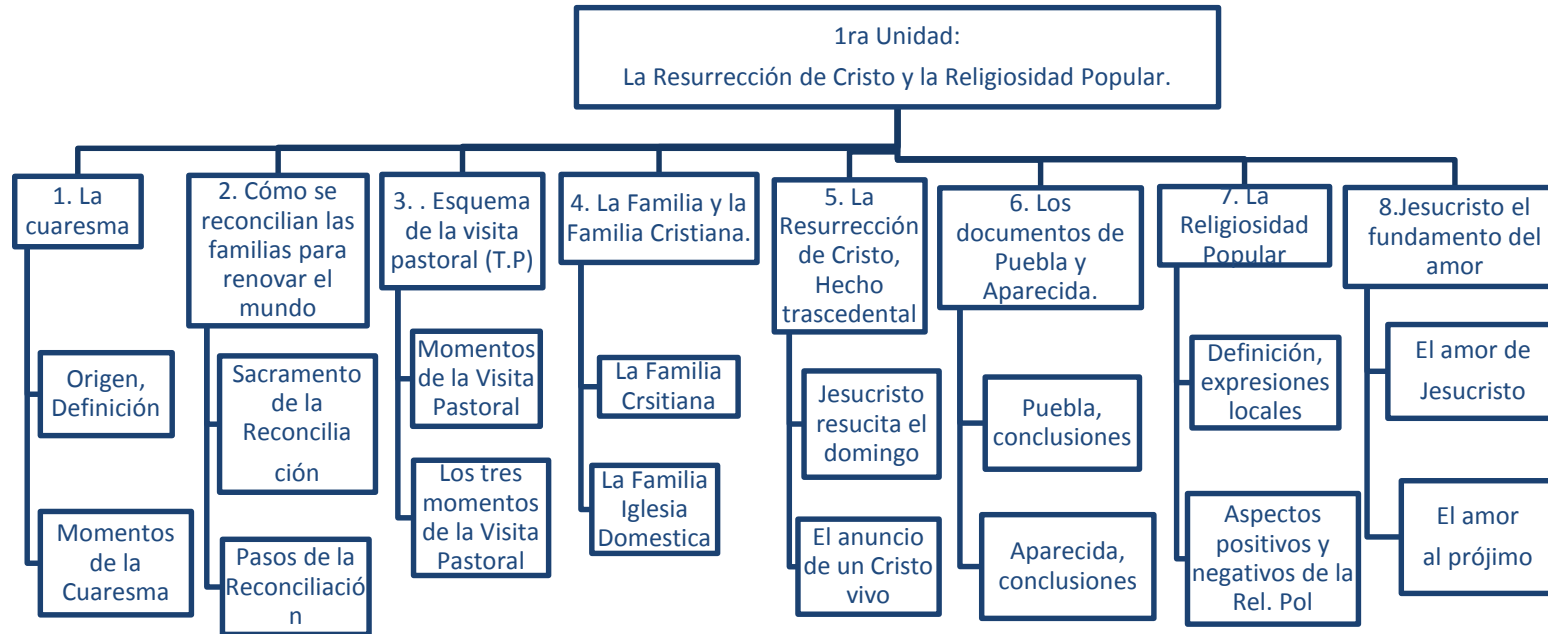 1ra Unidad:
La Resurrección de Cristo y la Religiosidad Popular.
1. La
cuaresma
Origen,
Definición
Momentos
de la
Cuaresma
2. Cómo se
reconcilian las
familias para
renovar el
mundo
Sacramento
de la
Reconcilia
ción
Pasos de la
Reconciliació
n
3. . Esquema
de la visita
pastoral (T.P)
Momentos
de la Visita
Pastoral
Los tres
momentos
de la Visita
Pastoral
4. La Familia y la
Familia Cristiana.
La Familia
Crsitiana
La Familia
Iglesia
Domestica
5. La
Resurrección
de Cristo,
Hecho
trascedental
Jesucristo
resucita el
domingo
El anuncio
de un Cristo
vivo
6. Los
documentos de
Puebla y
Aparecida.
Puebla,
conclusiones
Aparecida,
conclusiones
7. La
Religiosidad
Popular
Definición,
expresiones
locales
Aspectos
positivos y
negativos de la
Rel. Pol
8.Jesucristo el
fundamento del
amor
El amor de
Jesucristo
El amor
al prójimo